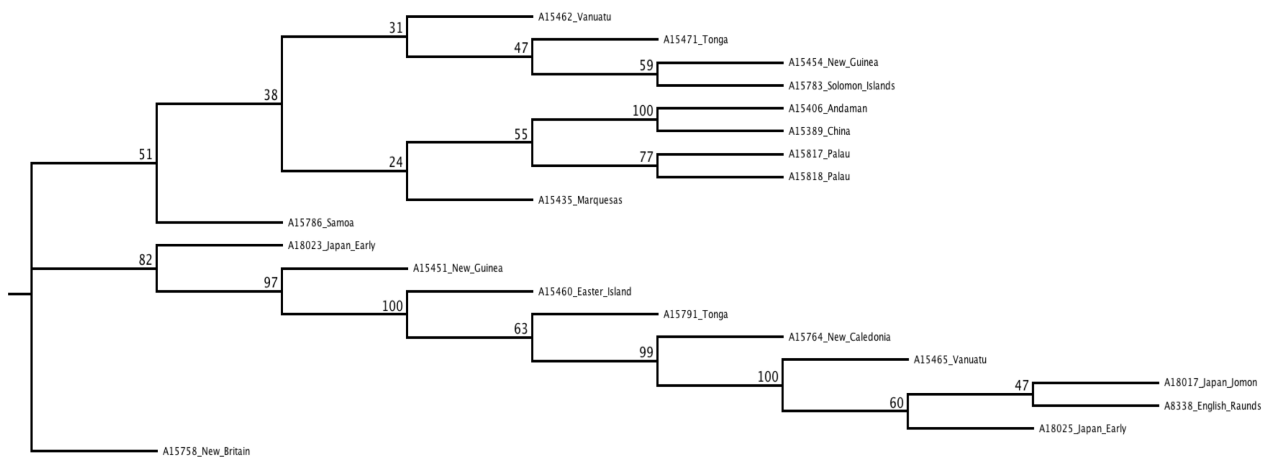 A15462_Vanuatu
31
A15471_Tonga
47
A15454_New_Guinea
59
A15783_Solomon_Islands
38
A15406_Andaman
100
A15389_China
55
A15817_Palau
51
77
24
A15818_Palau
A15435_Marquesas
A15786_Samoa
A18023_Japan_Early
82
A15451_New_Guinea
97
A15460_Easter_Island
100
A15791_Tonga
63
A15764_New_Caledonia
99
A15465_Vanuatu
100
A18017_Japan_Jomon
47
A8338_English_Raunds
60
A18025_Japan_Early
A15758_New_Britain